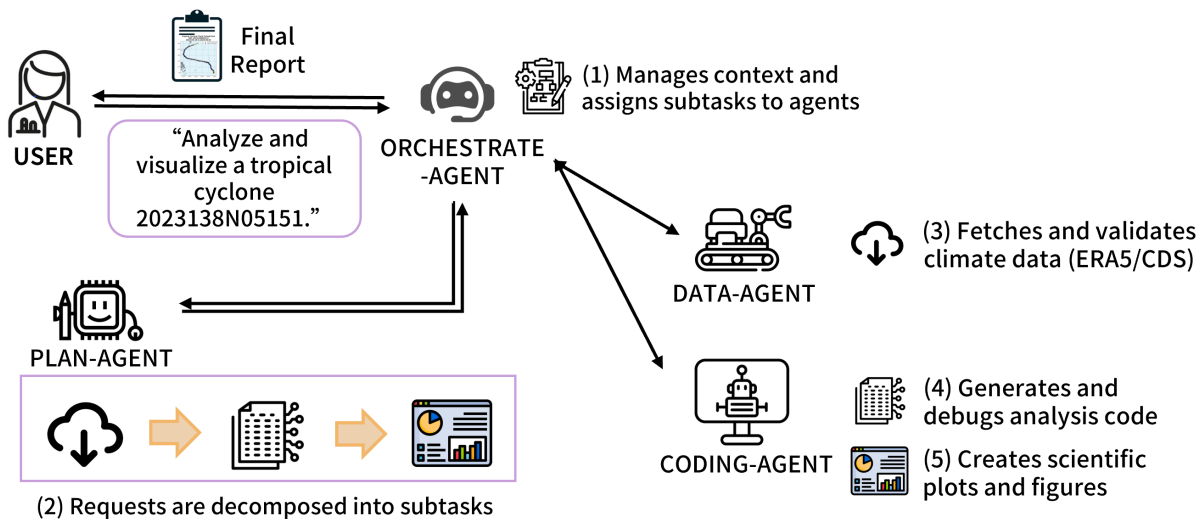 Final
Report
USER
“Analyze and
visualize a tropical
cyclone
2023138N05151.”
ORCHESTRATE
-AGENT
(1) Manages context and
assigns subtasks to agents
DATA-AGENT
(3) Fetches and validates
climate data (ERA5/CDS)
PLAN-AGENT
(2) Requests are decomposed into subtasks
CODING-AGENT
(4) Generates and
debugs analysis code
(5) Creates scientific
plots and figures